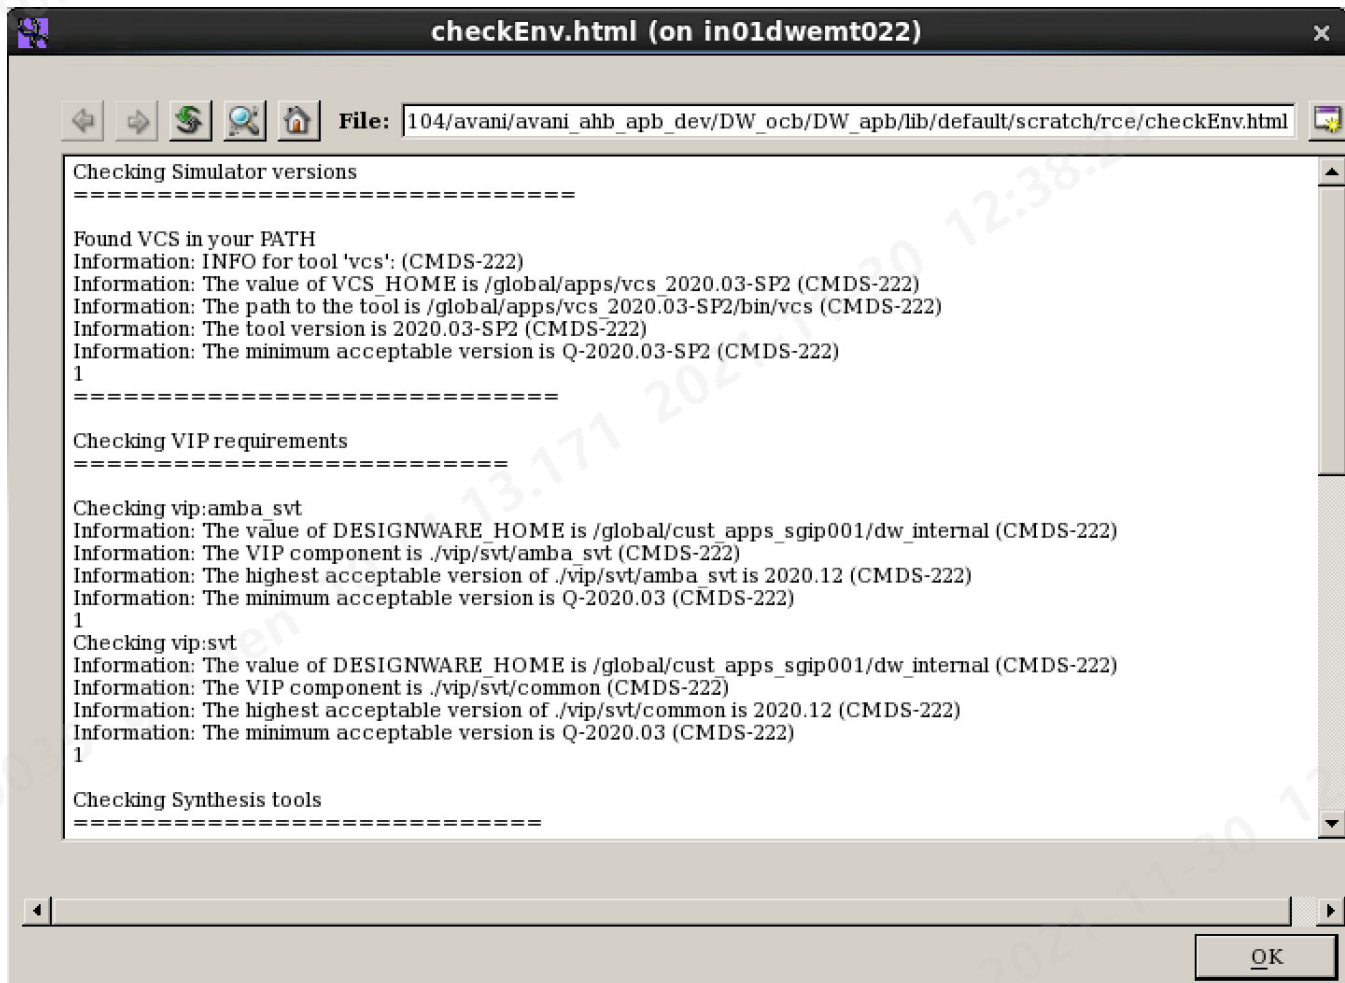 checkEnv.html (on in01dwemt022)
File: 104/avani/avani_ahb_apb_dev/DW_ocb/DW_apb/lib/default/scratch/rce/checkEnv.html
Checking Simulator versions
==============================
Found VCS in your PATH
Information: INFO for tool 'vcs': (CMDS-222)
Information: The value of VCS_HOME is /global/apps/vcs_2020.03-SP2 (CMDS-222)
Information: The path to the tool is /global/apps/vcs_2020.03-SP2/bin/vcs (CMDS-222)
Information: The tool version is 2020.03-SP2 (CMDS-222)
Information: The minimum acceptable version is Q-2020.03-SP2 (CMDS-222)
1
=============================
Checking VIP requirements
==========================
Checking vip:amba_svt
Information: The value of DESIGNWARE_HOME is /global/cust_apps_sgip001/dw_internal (CMDS-222)
Information: The VIP component is ./vip/svt/amba_svt (CMDS-222)
Information: The highest acceptable version of ./vip/svt/amba_svt is 2020.12 (CMDS-222)
Information: The minimum acceptable version is Q-2020.03 (CMDS-222)
1
Checking vip:svt
Information: The value of DESIGNWARE_HOME is /global/cust_apps_sgip001/dw_internal (CMDS-222)
Information: The VIP component is ./vip/svt/common (CMDS-222)
Information: The highest acceptable version of ./vip/svt/common is 2020.12 (CMDS-222)
Information: The minimum acceptable version is Q-2020.03 (CMDS-222)
1
Checking Synthesis tools
============================
OK